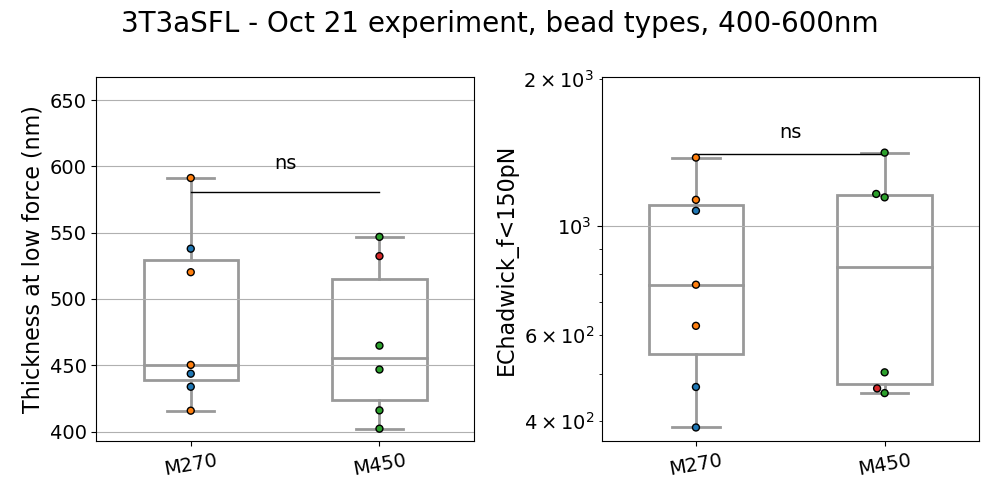 3T3aSFL - Oct 21 experiment, bead types, 400-600nm
Thickness at low force (nm)
650
600
550
500
450
400
ns
M270
M450
EChadwick_f<150pN
2 × 10³
10³
6 × 10²
4 × 10²
ns
M270
M450